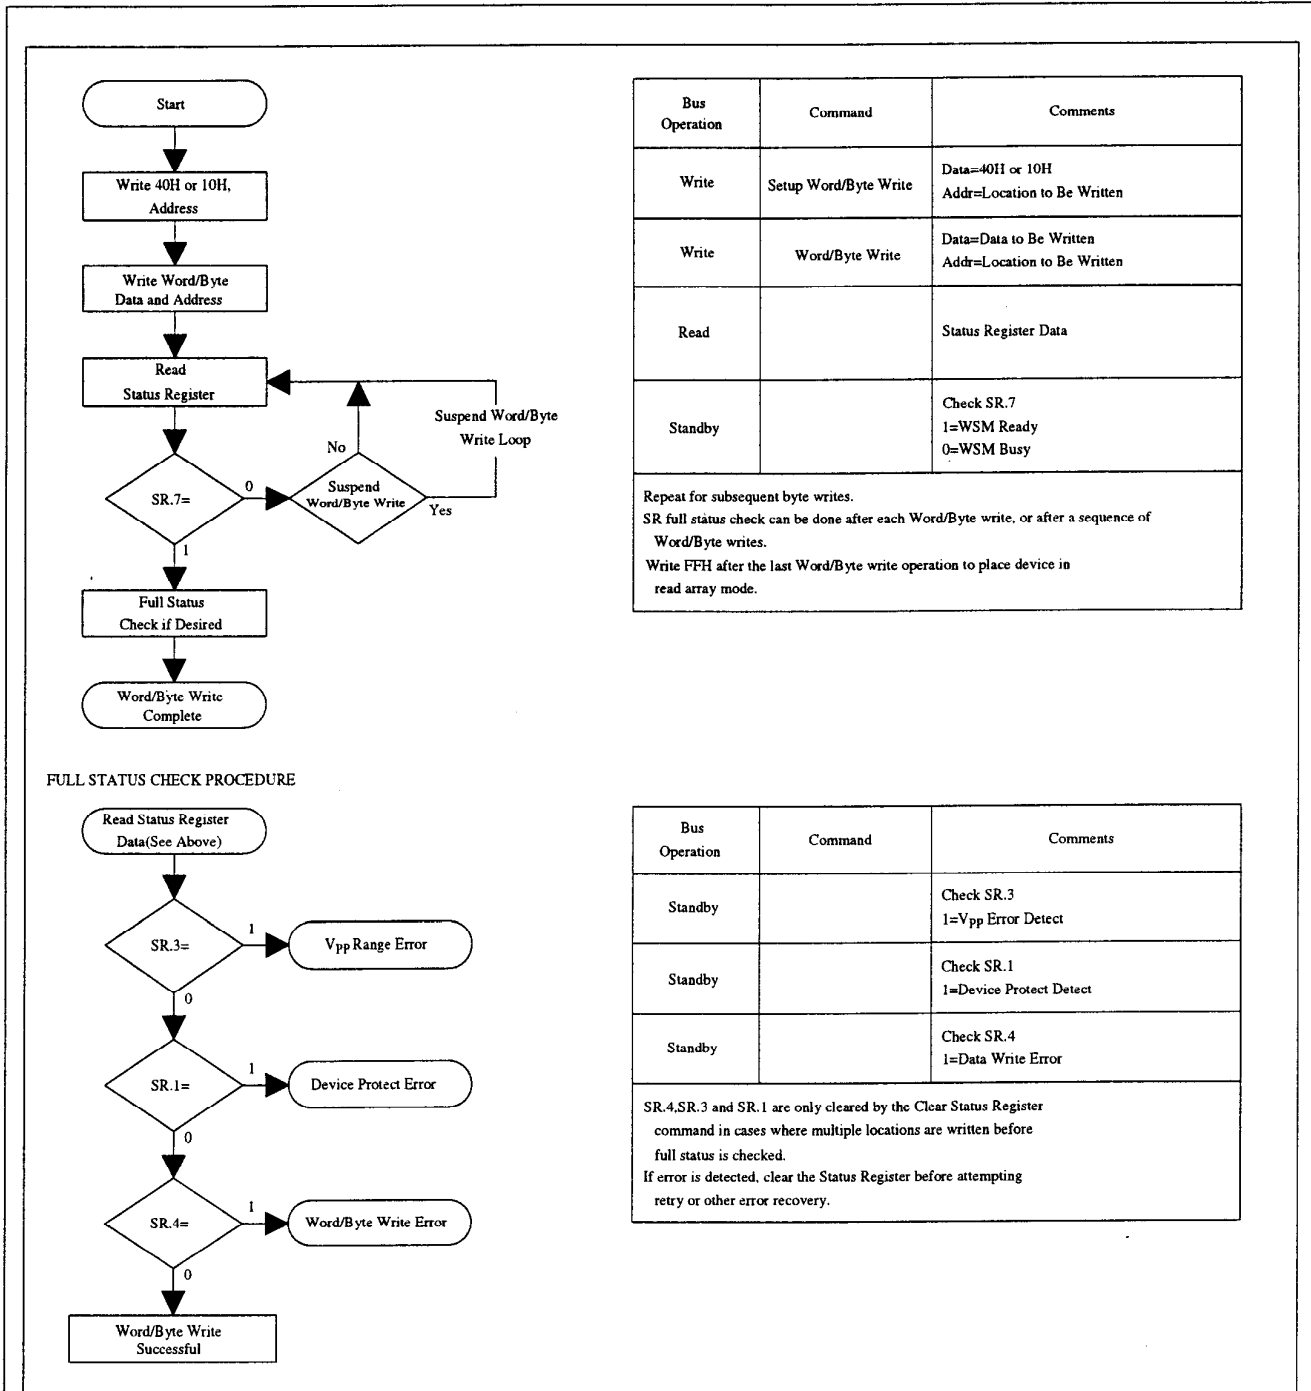 Start
Write 40H or 10H,
Address
Write Word/Byte
Data and Address
Read
Status Register
Suspend Word/Byte
Write Loop
No
SR.7=
0
Suspend
Word/Byte Write
Yes
1
Full Status
Check if Desired
Word/Byte Write
Complete
Bus
Operation
Command
Comments
Write
Setup Word/Byte Write
Data=40H or 10H
Addr=Location to Be Written
Write
Word/Byte Write
Data=Data to Be Written
Addr=Location to Be Written
Read
Status Register Data
Standby
Check SR.7
1=WSM Ready
0=WSM Busy
Repeat for subsequent byte writes.
SR full status check can be done after each Word/Byte write, or after a sequence of
Word/Byte writes.
Write FFH after the last Word/Byte write operation to place device in
read array mode.
FULL STATUS CHECK PROCEDURE
Read Status Register
Data(See Above)
SR.3=
1
Vpp Range Error
0
SR.1=
1
Device Protect Error
0
SR.4=
1
Word/Byte Write Error
0
Word/Byte Write
Successful
Bus
Operation
Command
Comments
Standby
Check SR.3
1=Vpp Error Detect
Standby
Check SR.1
1=Device Protect Detect
Standby
Check SR.4
1=Data Write Error
SR.4,SR.3 and SR.1 are only cleared by the Clear Status Register
command in cases where multiple locations are written before
full status is checked.
If error is detected, clear the Status Register before attempting
retry or other error recovery.